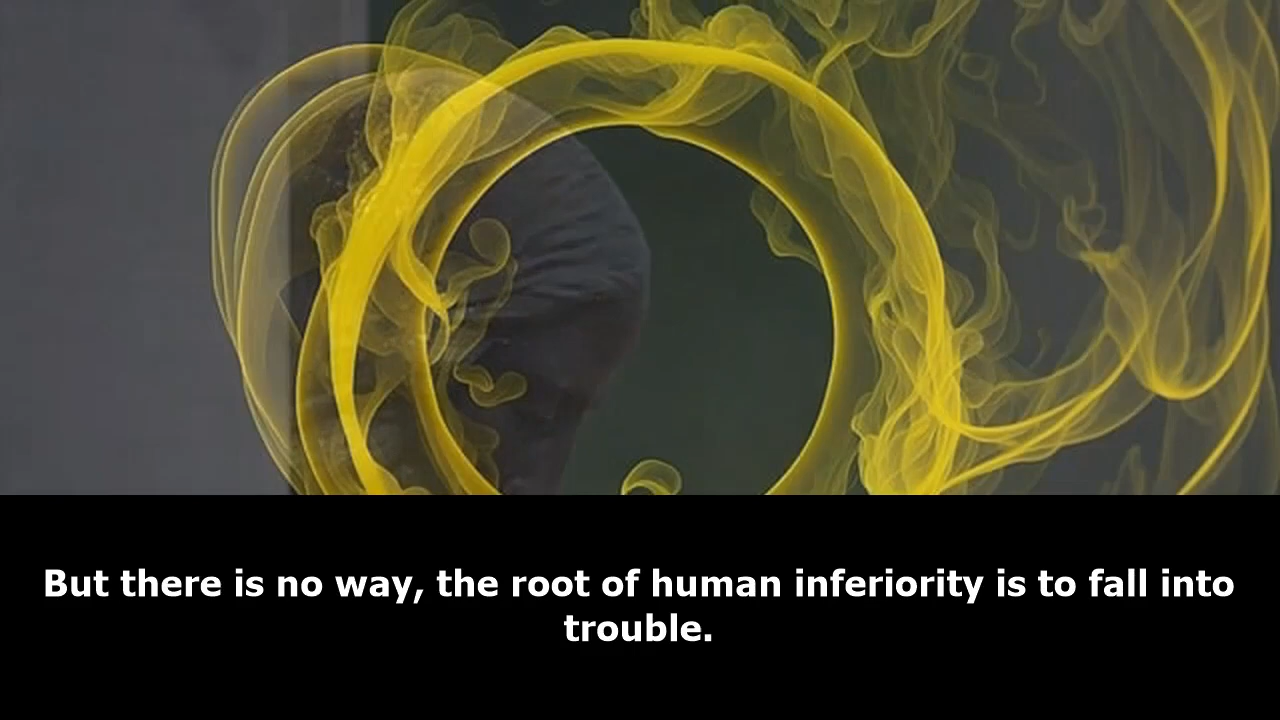 But there is no way, the root of human inferiority is to fall into
trouble.